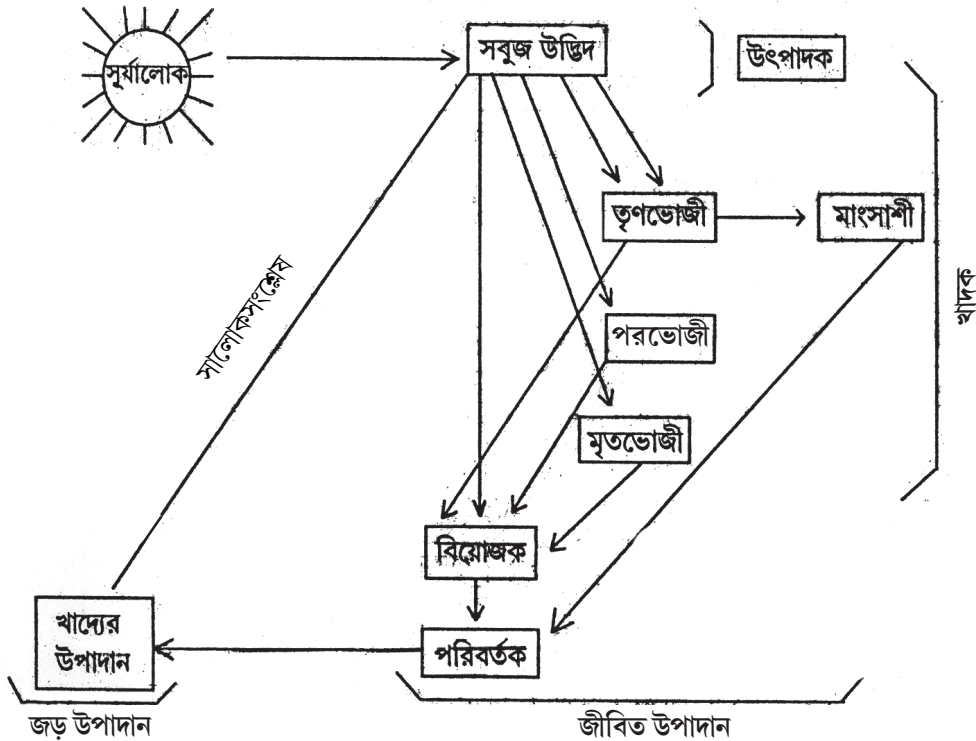 সূর্যালোক
সবুজ উদ্ভিদ
উৎপাদক
তৃণভোজী
মাংসাশী
খাদক
সালোকসংশ্লেষ
পরভোজী
মৃতভোজী
বিয়োজক
খাদ্যের
উপাদান
পরিবর্তক
জড় উপাদান
জীবিত উপাদান